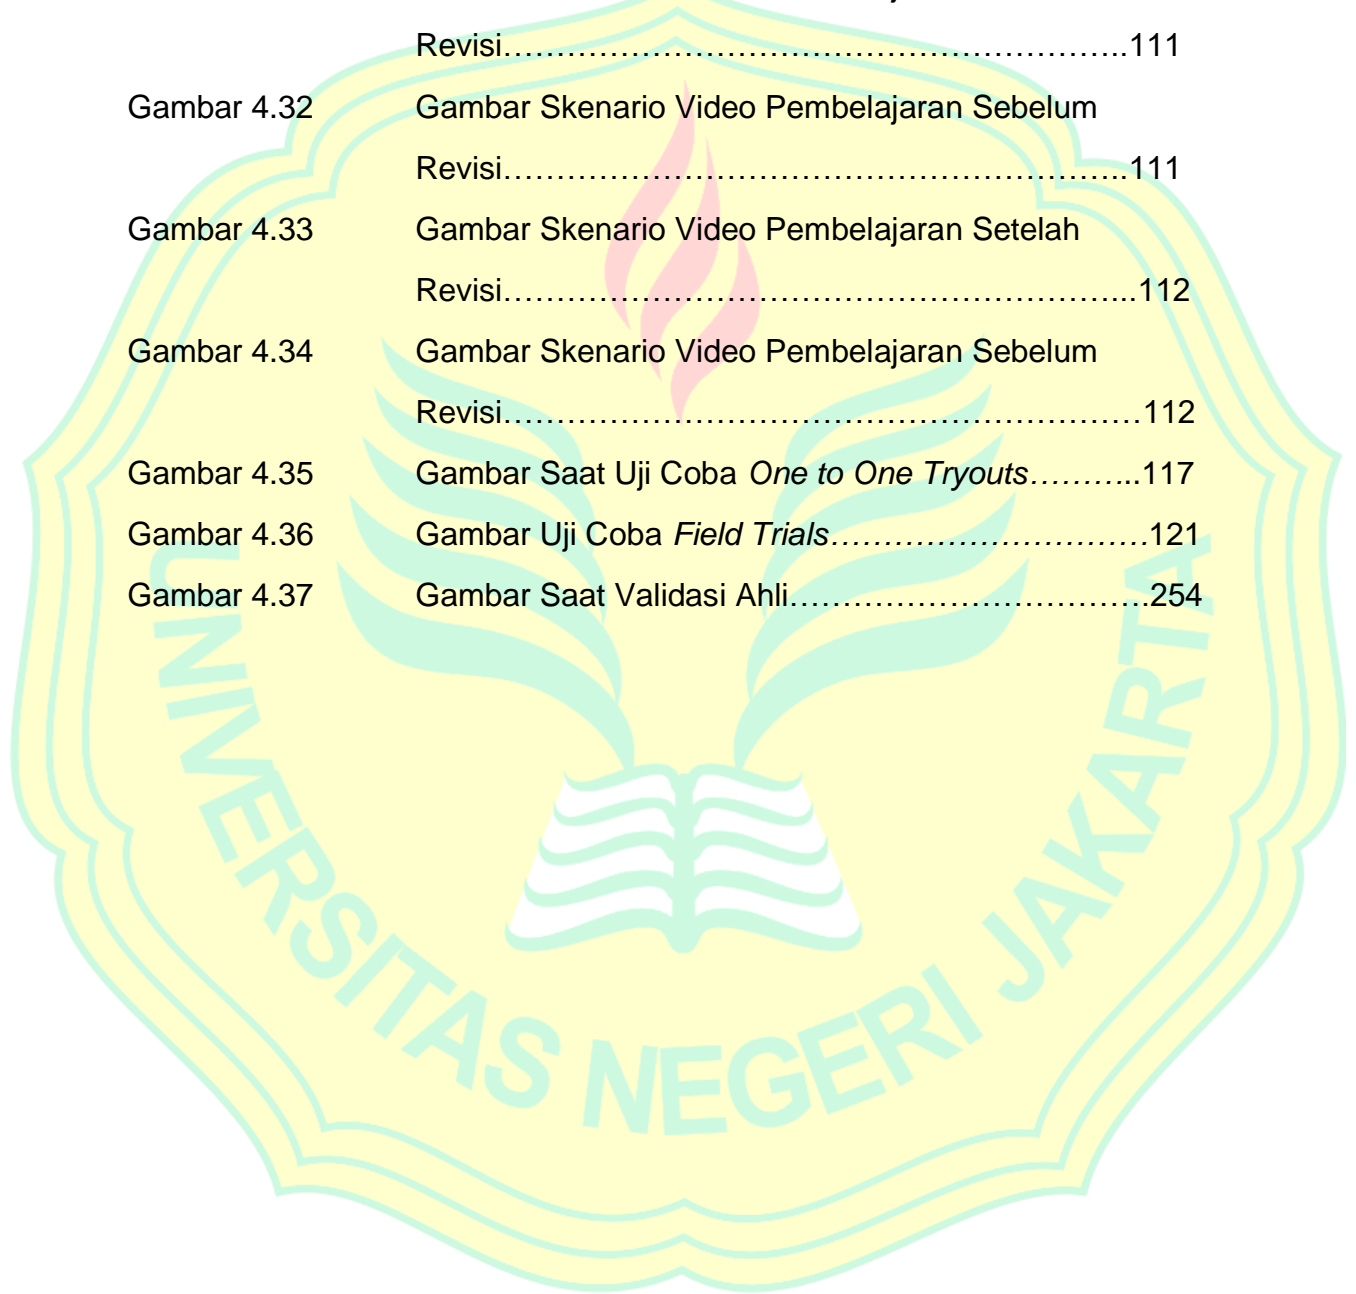 Revisi…………………………………………………..111
Gambar 4.32 Gambar Skenario Video Pembelajaran Sebelum
Revisi…………………………………………………..111
Gambar 4.33 Gambar Skenario Video Pembelajaran Setelah
Revisi…………………………………………………...112
Gambar 4.34 Gambar Skenario Video Pembelajaran Sebelum
Revisi……………………………………………………112
Gambar 4.35 Gambar Saat Uji Coba One to One Tryouts………...117
Gambar 4.36 Gambar Uji Coba Field Trials…………………………121
Gambar 4.37 Gambar Saat Validasi Ahli…………………………….254
UNIVERSITAS NEGERI JAKARTA